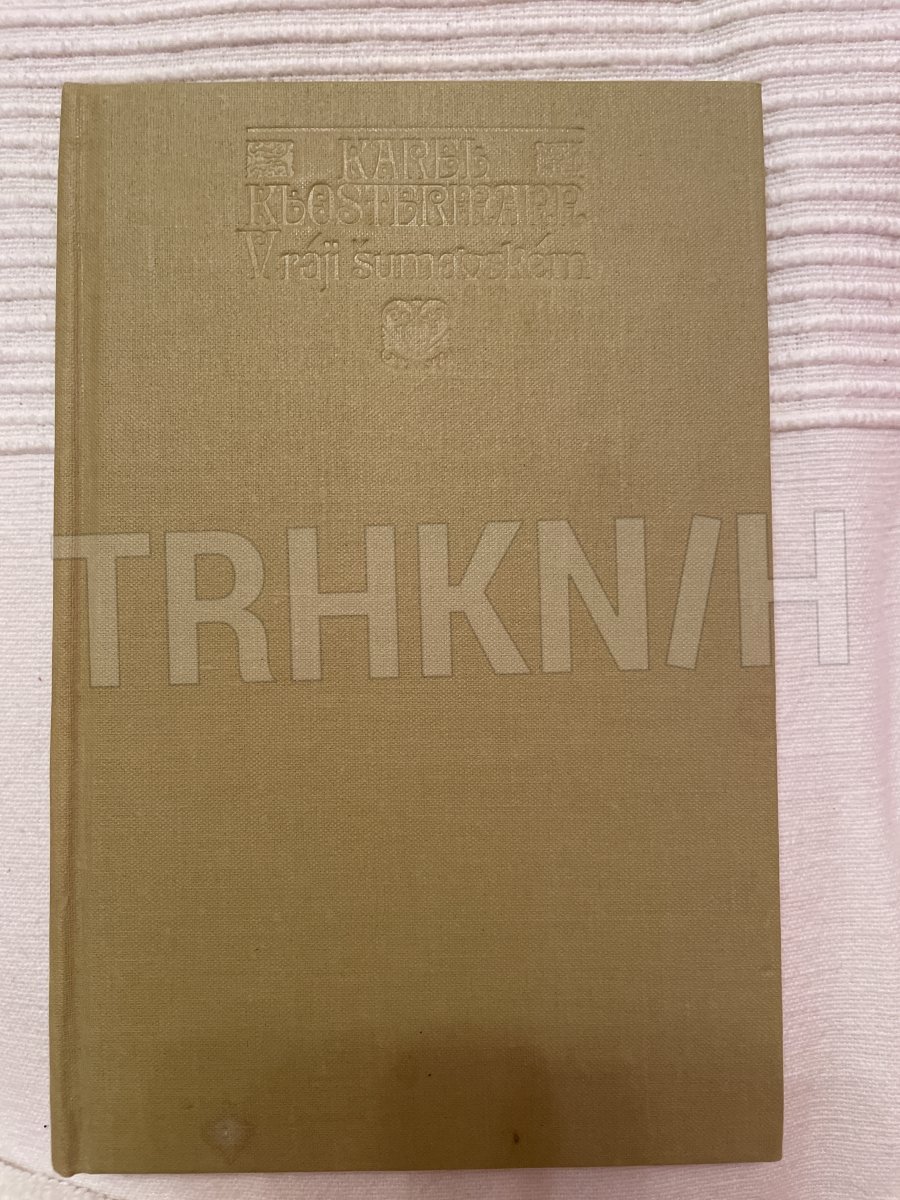 KAREL
KLOSTERMANN
V ráji šumavském
TRHKNIH